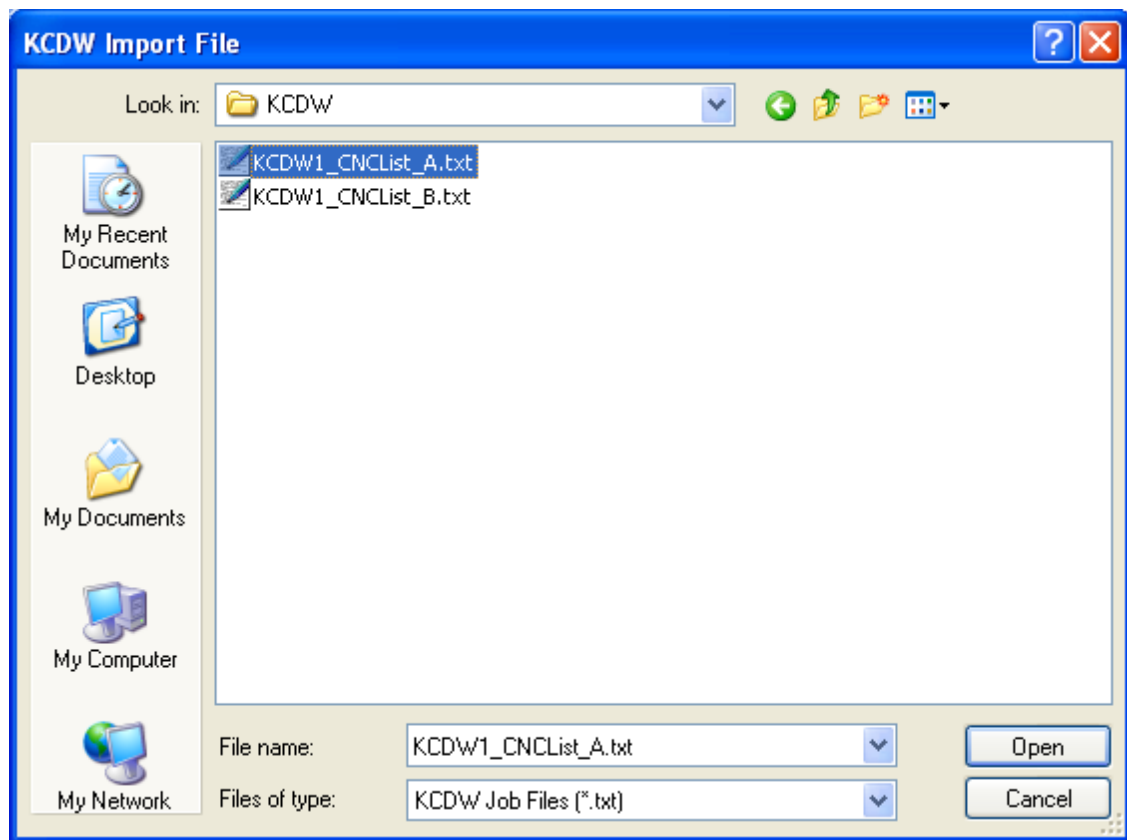 KCDW Import File
Look in:
KCDW
KCDW1_CNCList_A.txt
KCDW1_CNCList_B.txt
My Recent
Documents
Desktop
My Documents
My Computer
My Network
File name:
KCDW1_CNCList_A.txt
Open
Files of type:
KCDW Job Files (*.txt)
Cancel